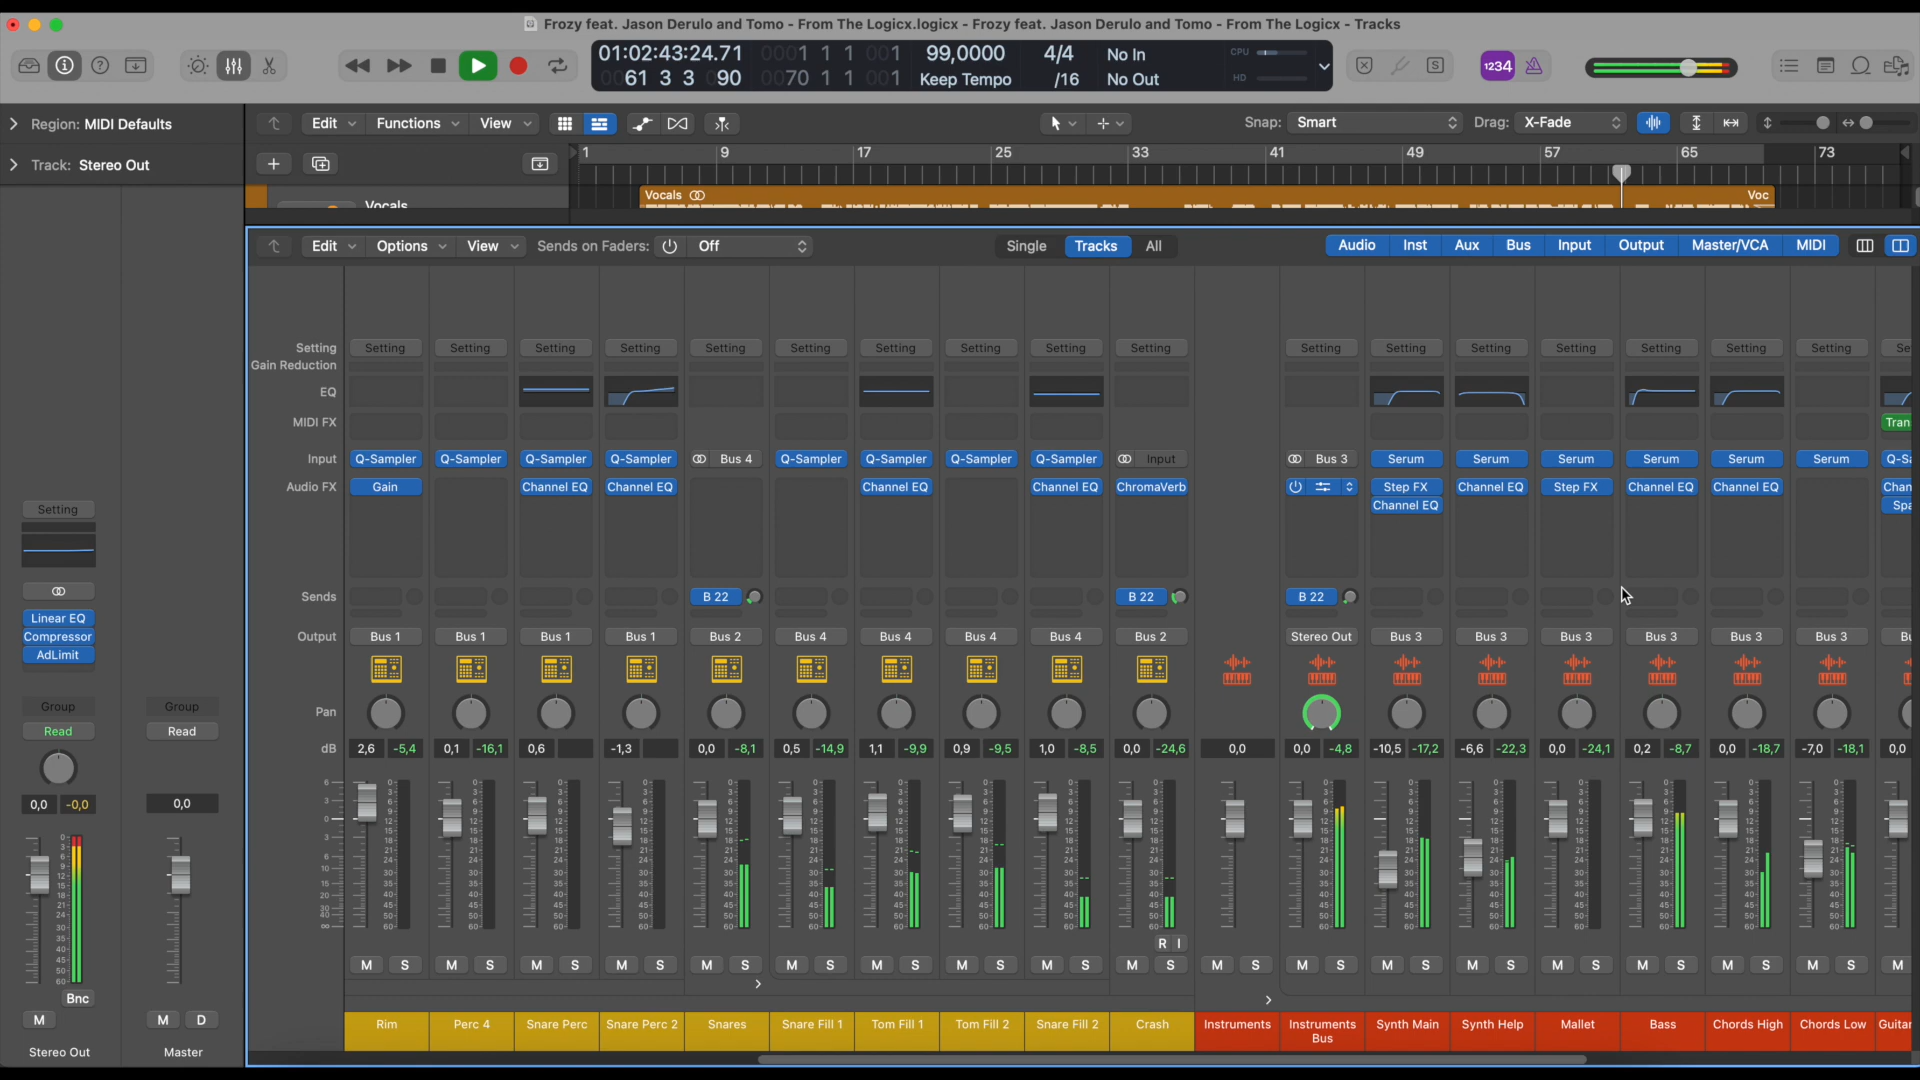 Frozy feat. Jason Derulo and Tomo - From The Logicx.logicx - Frozy feat. Jason Derulo and Tomo - From The Logicx - Tracks
01:02:43:24.71 0001 1 1 001 99,0000 4/4 No In CPU
0061 3 3 090 0070 1 1 001 Keep Tempo /16 No Out HD
S 1234
Region: MIDI Defaults
Edit Functions View Snap: Smart Drag: X-Fade
Track: Stereo Out
1 9 17 25 33 41 49 57 65 73
Vocals Vocals Voc
Edit Options View Sends on Faders: Off Single Tracks All Audio Inst Aux Bus Input Output Master/VCA MIDI
Setting Setting Setting Setting Setting Setting Setting Setting Setting Setting Setting Setting Setting Setting Setting Setting Setting Setting Se
Gain Reduction
EQ
MIDI FX Tran
Input Q-Sampler Q-Sampler Q-Sampler Q-Sampler Bus 4 Q-Sampler Q-Sampler Q-Sampler Q-Sampler Input Bus 3 Serum Serum Serum Serum Serum Serum Q-Sa
Audio FX Gain Channel EQ Channel EQ Channel EQ Channel EQ ChromaVerb Step FX Channel EQ Step FX Channel EQ Channel EQ Chan
Channel EQ Spa
Sends B 22 B 22 B 22
Output Bus 1 Bus 1 Bus 1 Bus 1 Bus 2 Bus 4 Bus 4 Bus 4 Bus 4 Bus 2 Stereo Out Bus 3 Bus 3 Bus 3 Bus 3 Bus 3 Bus 3 Bu
Pan
dB 2,6 -5,4 0,1 -16,1 0,6 -1,3 0,0 -8,1 0,5 -14,9 1,1 -9,9 0,9 -9,5 1,0 -8,5 0,0 -24,6 0,0 0,0 -4,8 -10,5 -17,2 -6,6 -22,3 0,0 -24,1 0,2 -8,7 0,0 -18,7 -7,0 -18,1 0,0
R I
M S M S M S M S M S M S M S M S M S M S M S M S M S M S M S M S M S M S M
Rim Perc 4 Snare Perc Snare Perc 2 Snares Snare Fill 1 Tom Fill 1 Tom Fill 2 Snare Fill 2 Crash Instruments Instruments Bus Synth Main Synth Help Mallet Bass Chords High Chords Low Guitar
Setting
Linear EQ
Compressor
AdLimit
Group Group
Read Read
0,0 -0,0 0,0
Bnc
M M D
Stereo Out Master